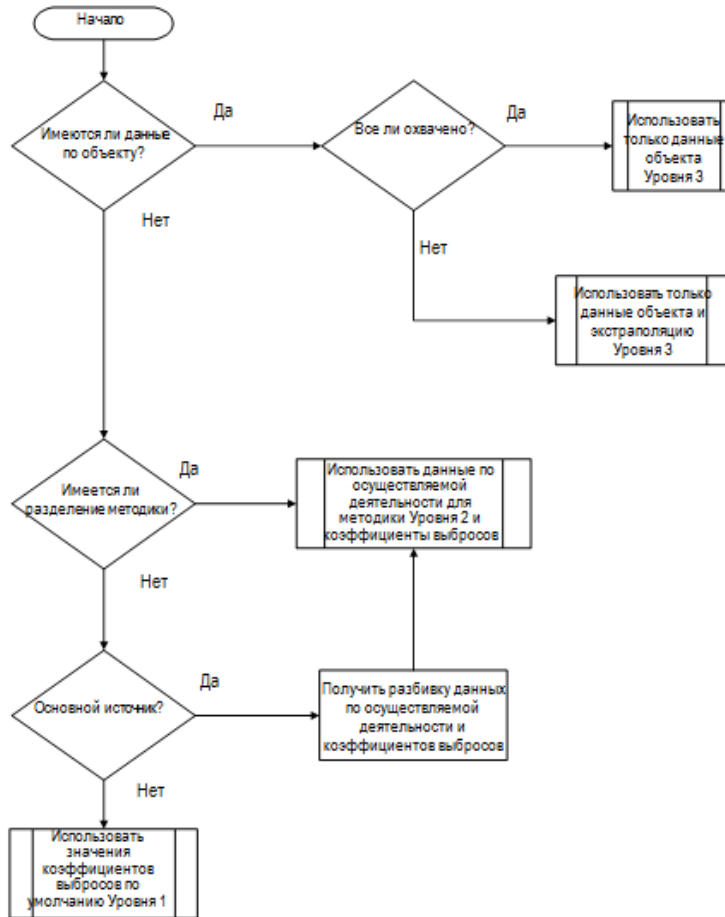 Начало
Имеются ли данные
по объекту?
Да
Все ли охвачено?
Да
Использовать
только данные
объекта
Уровня 3
Нет
Нет
Использовать только
данные объекта и
экстраполяцию
Уровня 3
Имеется ли
разделение методики?
Да
Использовать данные по
осуществляемой
деятельности для
методики Уровня 2 и
коэффициенты выбросов
Нет
Основной источник?
Да
Получить разбивку данных
по осуществляемой
деятельности и
коэффициентов выбросов
Нет
Использовать
значения
коэффициентов
выбросов по
умолчанию Уровня 1